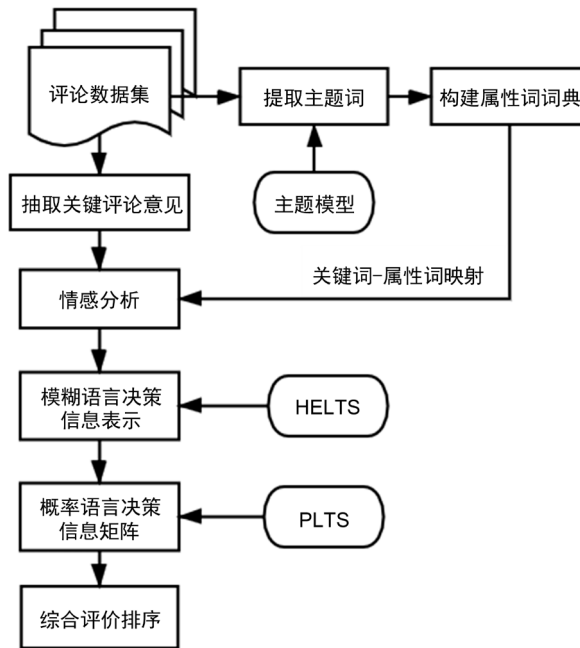 评论数据集
提取主题词
构建属性词词典
抽取关键评论意见
主题模型
关键词-属性词映射
情感分析
模糊语言决策
信息表示
HELTS
概率语言决策
信息矩阵
PLTS
综合评价排序